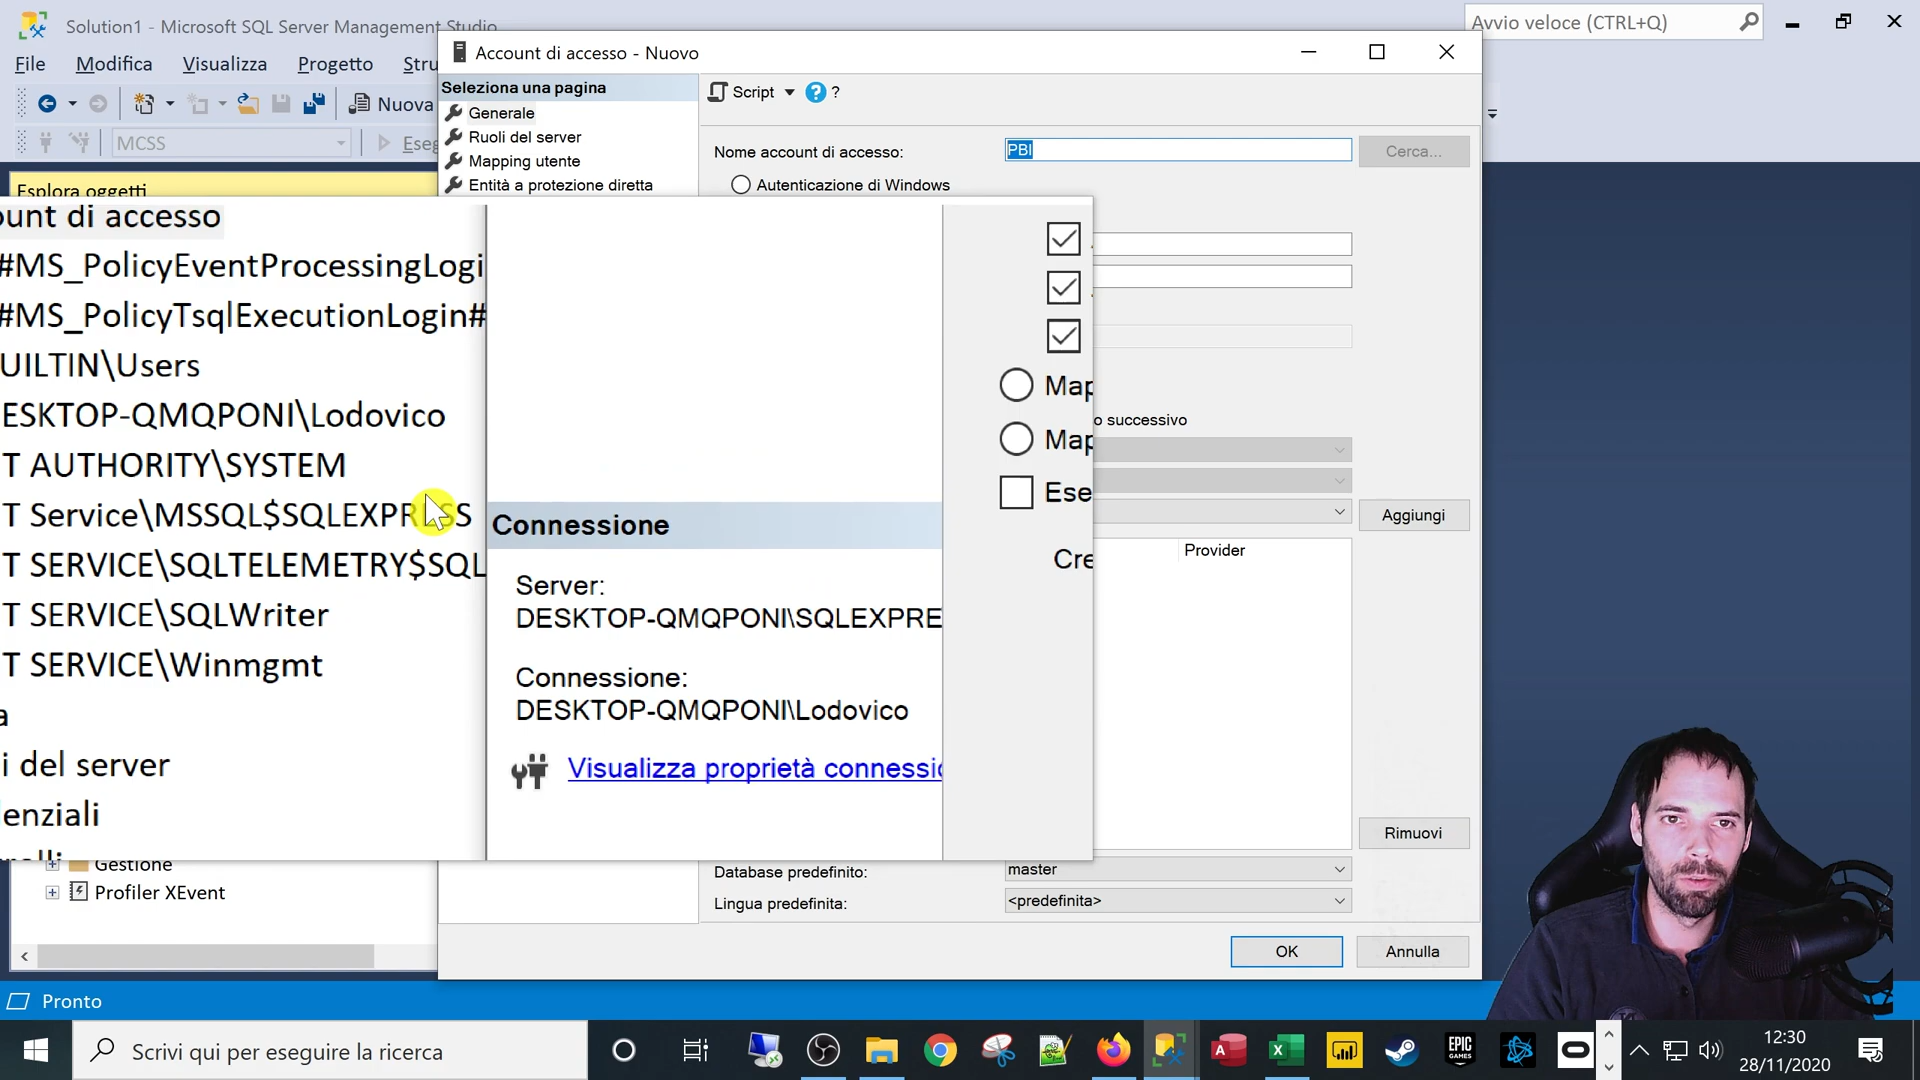 Solution1 - Microsoft SQL Server Management Studio
Avvio veloce (CTRL+Q)
File Modifica Visualizza Progetto Stru
Nuova
MCSS
Eseg
Esplora oggetti
Account di accesso - Nuovo
Seleziona una pagina
Generale
Ruoli del server
Mapping utente
Entità a protezione diretta
Script ?
Nome account di accesso:
PBI
Cerca...
Autenticazione di Windows
ount di accesso
#MS_PolicyEventProcessingLogi
#MS_PolicyTsqlExecutionLogin#
UILTIN\Users
ESKTOP-QMQPONI\Lodovico
T AUTHORITY\SYSTEM
T Service\MSSQL$SQLEXPRESS
T SERVICE\SQLTELEMETRY$SQL
T SERVICE\SQLWriter
T SERVICE\Winmgmt
a
i del server
enziali
Connessione
Server:
DESKTOP-QMQPONI\SQLEXPRE
Connessione:
DESKTOP-QMQPONI\Lodovico
Visualizza proprietà connessio
Map
Map
Ese
Cre
o successivo
Aggiungi
Provider
Rimuovi
Gestione
Profiler XEvent
Database predefinito:
master
Lingua predefinita:
<predefinita>
OK
Annulla
Pronto
Scrivi qui per eseguire la ricerca
EPIC
GAMES
12:30
28/11/2020